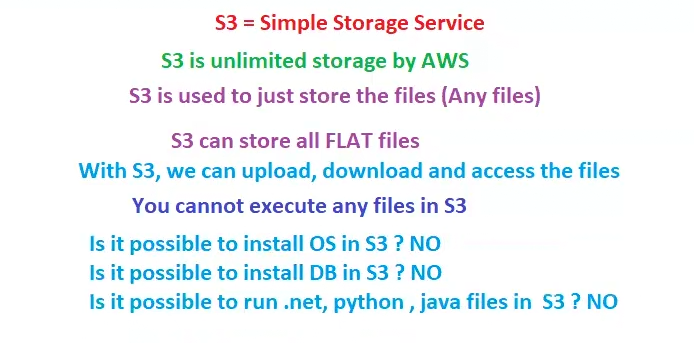 S3 = Simple Storage Service
S3 is unlimited storage by AWS
S3 is used to just store the files (Any files)
S3 can store all FLAT files
With S3, we can upload, download and access the files
You cannot execute any files in S3
Is it possible to install OS in S3 ? NO
Is it possible to install DB in S3 ? NO
Is it possible to run .net, python , java files in  S3 ? NO